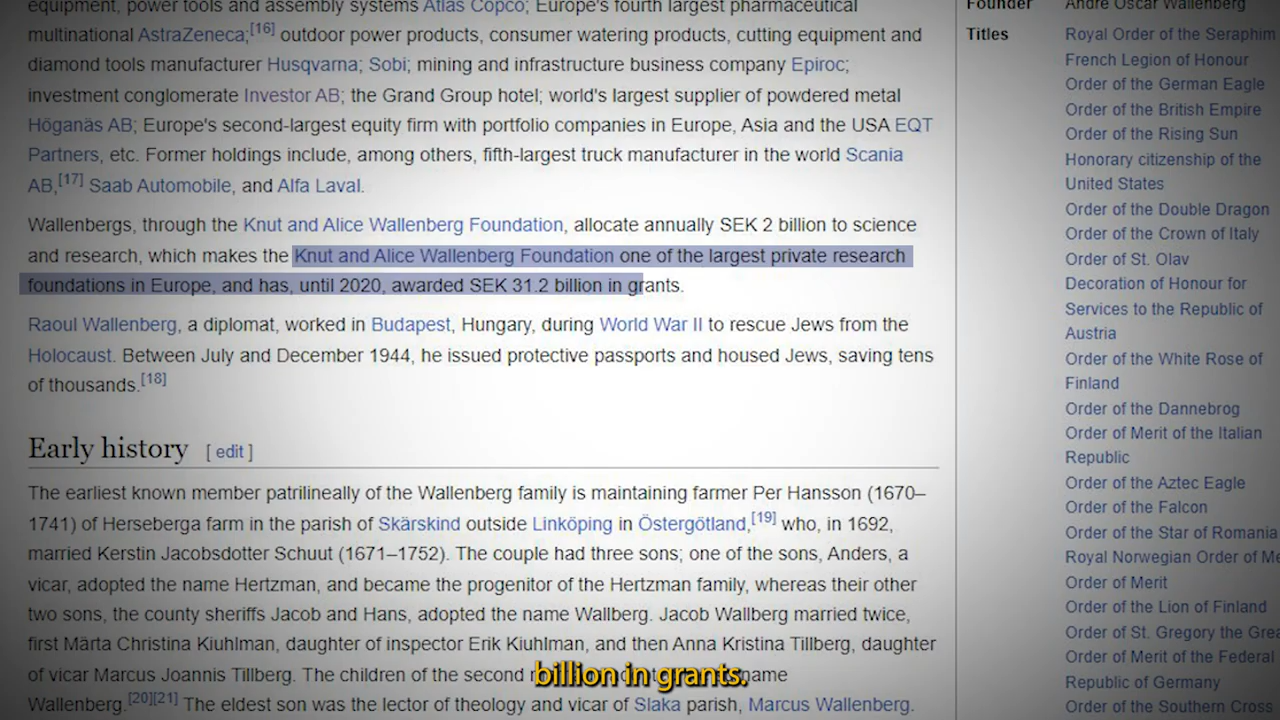 equipment, power tools and assembly systems Atlas Copco; Europe's fourth largest pharmaceutical
multinational AstraZeneca;[16] outdoor power products, consumer watering products, cutting equipment and
diamond tools manufacturer Husqvarna; Sobi; mining and infrastructure business company Epiroc;
investment conglomerate Investor AB; the Grand Group hotel; world's largest supplier of powdered metal
Höganäs AB; Europe's second-largest equity firm with portfolio companies in Europe, Asia and the USA EQT
Partners, etc. Former holdings include, among others, fifth-largest truck manufacturer in the world Scania
AB,[17] Saab Automobile, and Alfa Laval.
Wallenbergs, through the Knut and Alice Wallenberg Foundation, allocate annually SEK 2 billion to science
and research, which makes the Knut and Alice Wallenberg Foundation one of the largest private research
foundations in Europe, and has, until 2020, awarded SEK 31.2 billion in grants.
Raoul Wallenberg, a diplomat, worked in Budapest, Hungary, during World War II to rescue Jews from the
Holocaust. Between July and December 1944, he issued protective passports and housed Jews, saving tens
of thousands.[18]
Early history [ edit ]
The earliest known member patrilineally of the Wallenberg family is maintaining farmer Per Hansson (1670–
1741) of Herseberga farm in the parish of Skärskind outside Linköping in Östergötland,[19] who, in 1692,
married Kerstin Jacobsdotter Schuut (1671–1752). The couple had three sons; one of the sons, Anders, a
vicar, adopted the name Hertzman, and became the progenitor of the Hertzman family, whereas their other
two sons, the county sheriffs Jacob and Hans, adopted the name Wallberg. Jacob Wallberg married twice,
first Märta Christina Kiuhlman, daughter of inspector Erik Kiuhlman, and then Anna Kristina Tillberg, daughter
of vicar Marcus Joannis Tillberg. The children of the second
Wallenberg.[20][21] The eldest son was the lector of theology and vicar of Slaka parish, Marcus Wallenberg.
Founder André Oscar Wallenberg
Titles Royal Order of the Seraphim
French Legion of Honour
Order of the German Eagle
Order of the British Empire
Order of the Rising Sun
Honorary citizenship of the
United States
Order of the Double Dragon
Order of the Crown of Italy
Order of St. Olav
Decoration of Honour for
Services to the Republic of
Austria
Order of the White Rose of
Finland
Order of the Dannebrog
Order of Merit of the Italian
Republic
Order of the Aztec Eagle
Order of the Falcon
Order of the Star of Romania
Royal Norwegian Order of Me
Order of Merit
Order of the Lion of Finland
Order of St. Gregory the Grea
Order of Merit of the Federal
Republic of Germany
Order of the Southern Cross
billion in grants.